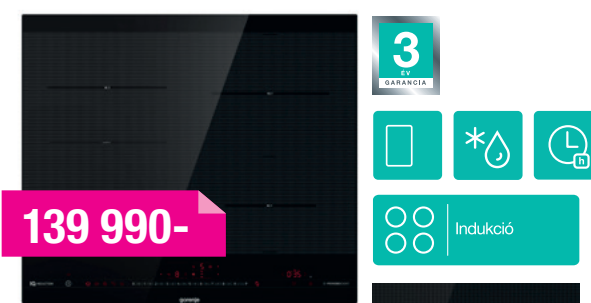 3
ÉV
GARANCIA
h
139 990-
Indukció
gorenje